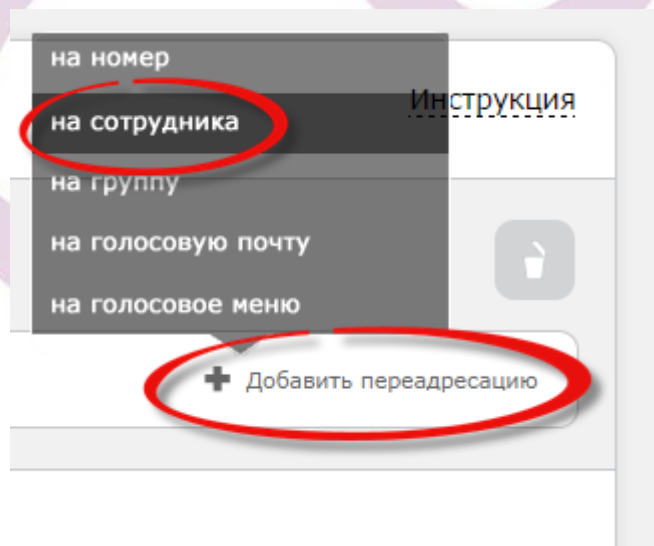 на номер
Инструкция
на сотрудника
на группу
на голосовую почту
на голосовое меню
Добавить переадресацию